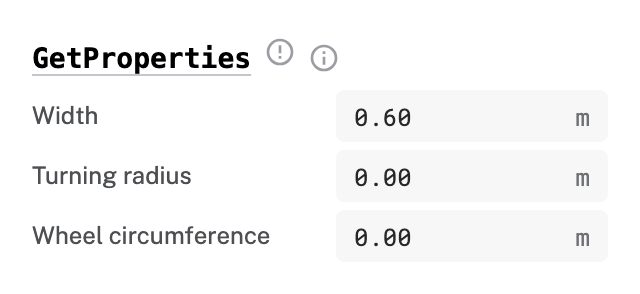 GetProperties
Width 0.60 m
Turning radius 0.00 m
Wheel circumference 0.00 m